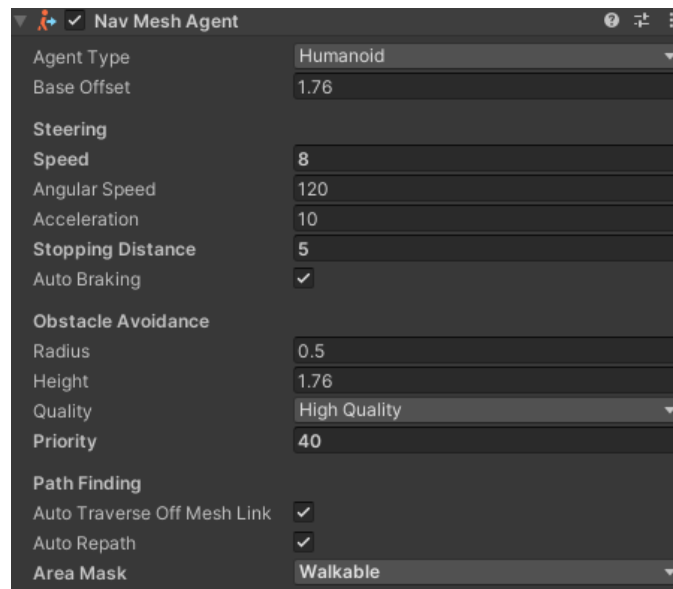 Nav Mesh Agent
Agent Type Humanoid
Base Offset 1.76
Steering
Speed 8
Angular Speed 120
Acceleration 10
Stopping Distance 5
Auto Braking
Obstacle Avoidance
Radius 0.5
Height 1.76
Quality High Quality
Priority 40
Path Finding
Auto Traverse Off Mesh Link
Auto Repath
Area Mask Walkable